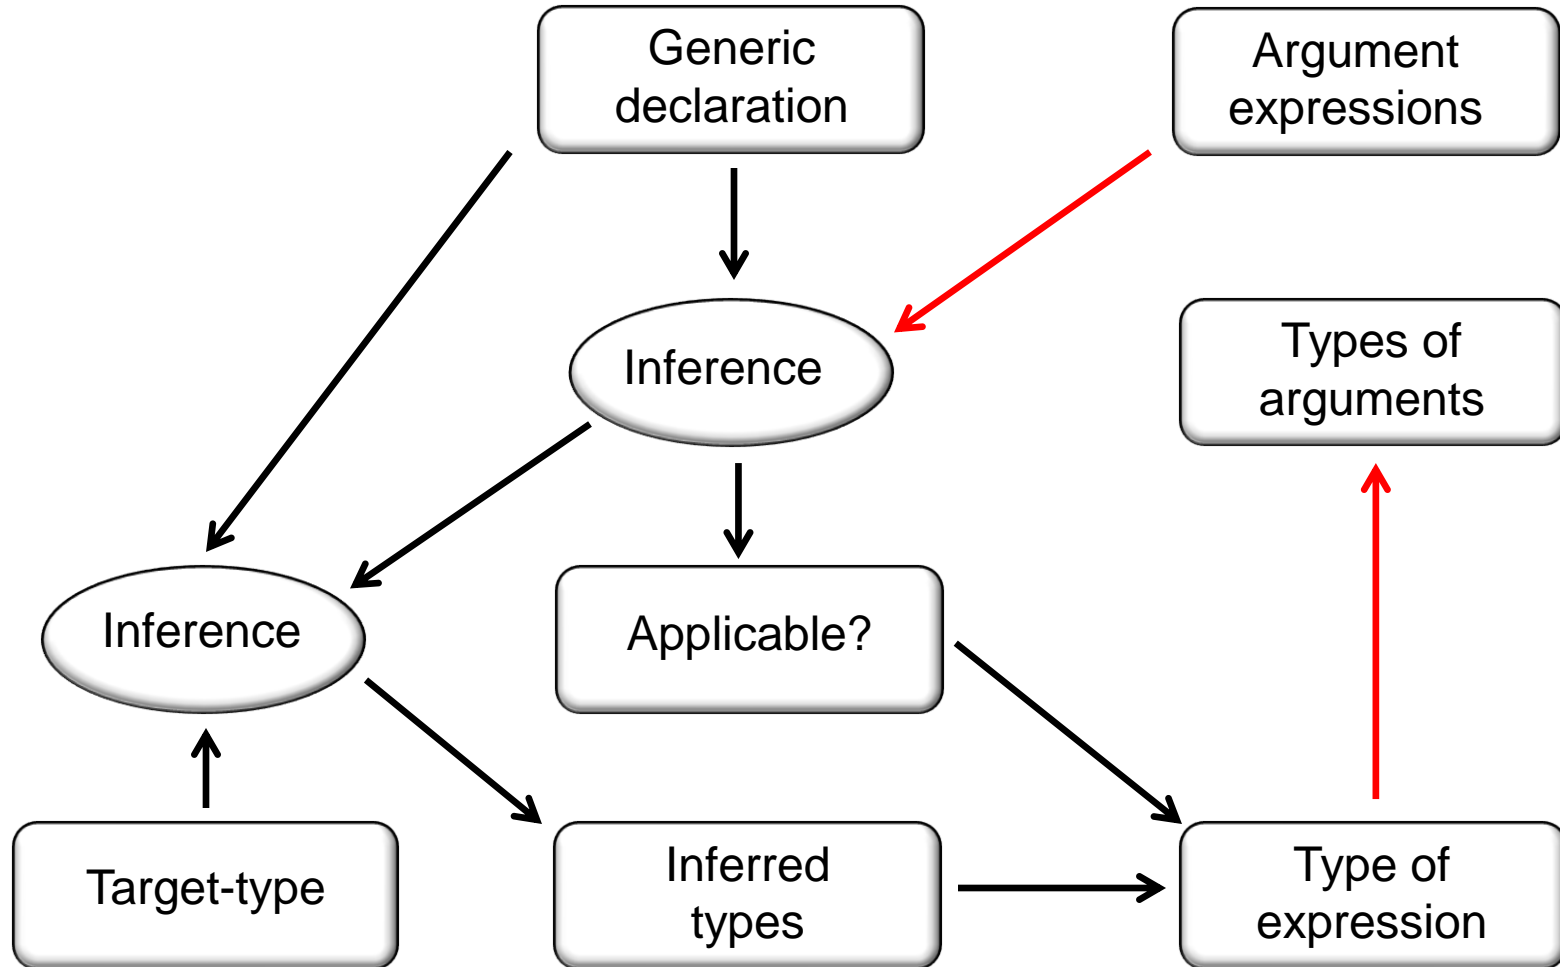 Generic
declaration
Argument
expressions
Inference
Types of
arguments
Inference
Applicable?
Target-type
Inferred
types
Type of
expression